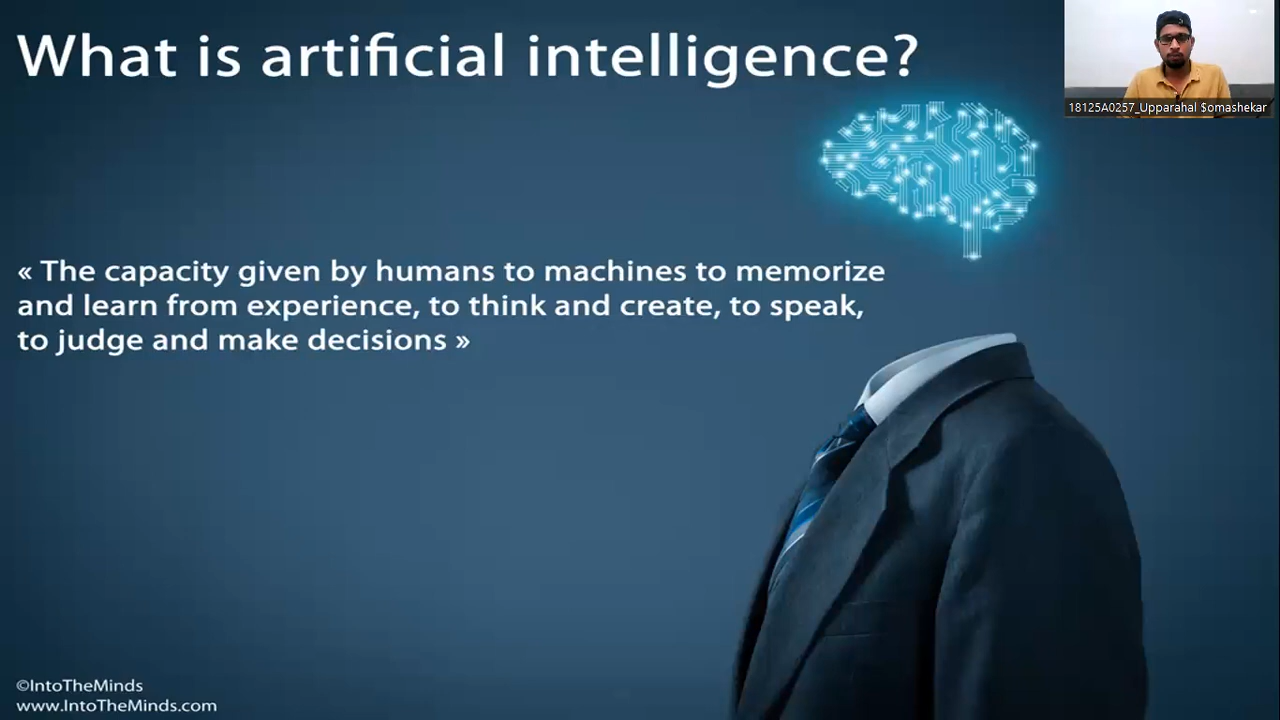 What is artificial intelligence?
18125A0257_Upparahal Somashekar
« The capacity given by humans to machines to memorize
and learn from experience, to think and create, to speak,
to judge and make decisions »
©IntoTheMinds
www.IntoTheMinds.com